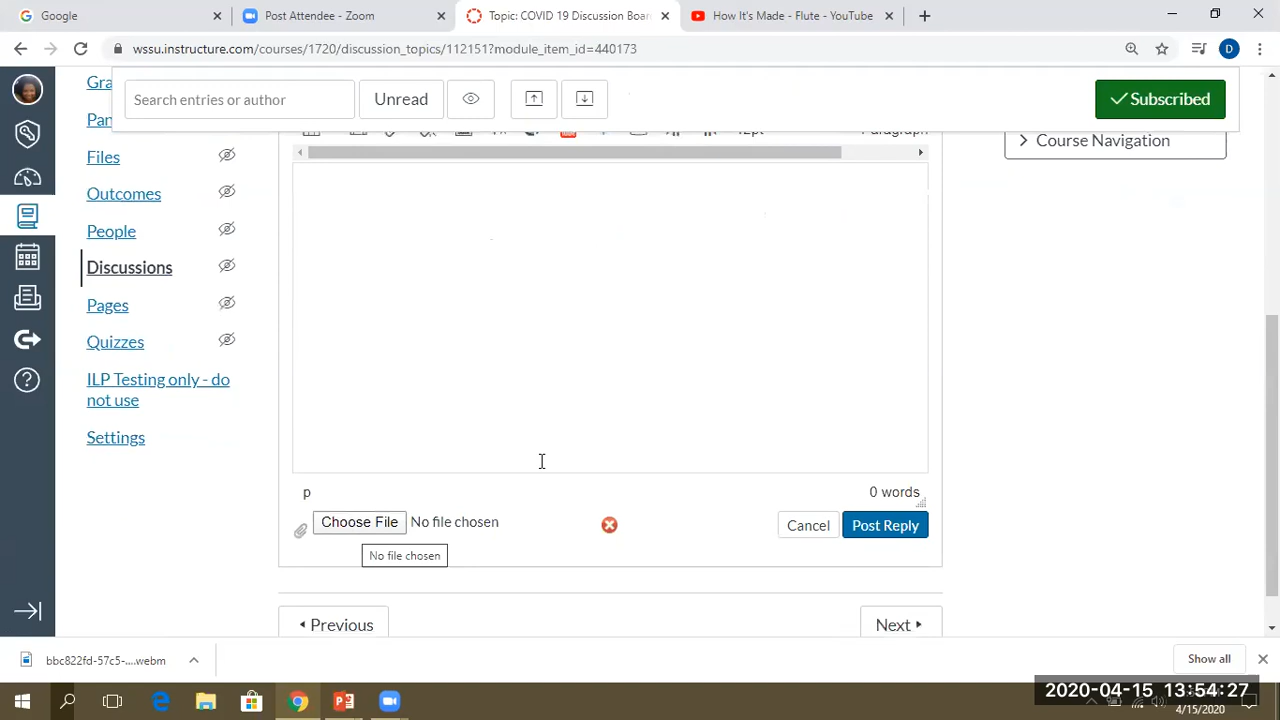 Google
Post Attendee - Zoom
Topic: COVID 19 Discussion Boar
How It's Made - Flute - YouTube
wssu.instructure.com/courses/1720/discussion_topics/112151?module_item_id=440173
D
Gra
Search entries or author
Unread
Subscribed
Pan
12pt
Paragraph
Files
Course Navigation
Outcomes
People
Discussions
Pages
Quizzes
ILP Testing only - do
not use
Settings
p
0 words
Choose File
No file chosen
Cancel
Post Reply
No file chosen
Previous
Next
bbc822fd-57c5-....webm
Show all
2020-04-15 13:54:27
4/15/2020